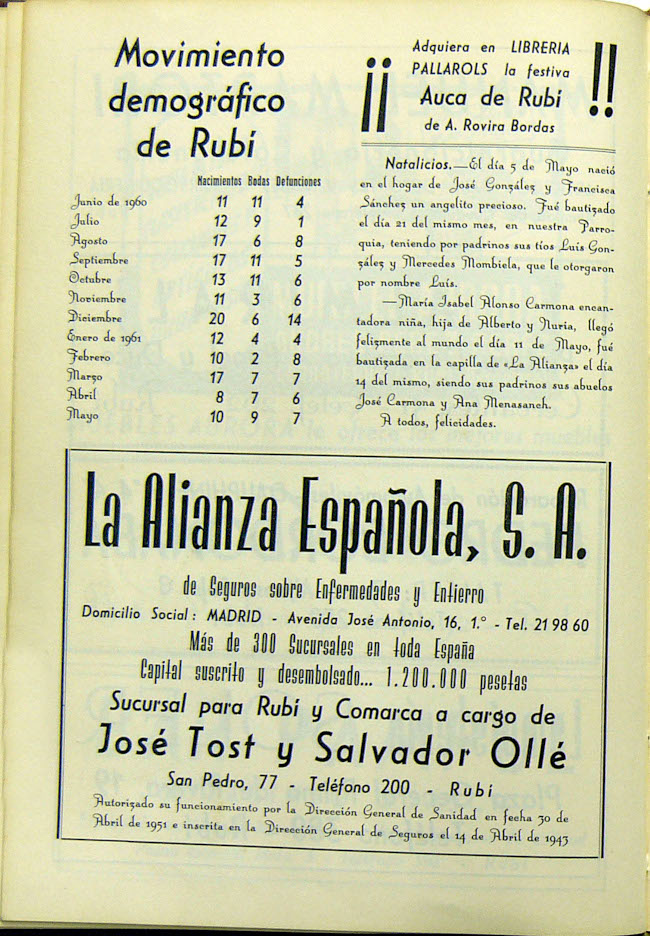 Movimiento
demográfico
de Rubí
Nacimientos Bodas Defunciones
Junio de 1960 11 11 4
Julio 12 9 1
Agosto 17 6 8
Septiembre 17 11 5
Octubre 13 11 6
Noviembre 11 3 6
Diciembre 20 6 14
Enero de 1961 12 4 4
Febrero 10 2 8
Marzo 17 7 7
Abril 8 7 6
Mayo 10 9 7
¡¡ Adquiera en LIBRERIA
PALLAROLS la festiva
Auca de Rubí
de A. Rovira Bordas !!
Natalicios.—El día 5 de Mayo nació
en el hogar de José González y Francisca
Sánchez un angelito precioso. Fué bautizado
el día 21 del mismo mes, en nuestra Parro-
quia, teniendo por padrinos sus tíos Luis Gon-
zález y Mercedes Mombiela, que le otorgaron
por nombre Luís.
—María Isabel Alonso Carmona encan-
tadora niña, hija de Alberto y Nuria, llegó
felizmente al mundo el día 11 de Mayo, fué
bautizada en la capilla de «La Alianza» el día
14 del mismo, siendo sus padrinos sus abuelos
José Carmona y Ana Menasanch.
A todos, felicidades.
La Alianza Española, S. A.
de Seguros sobre Enfermedades y Entierro
Domicilio Social: MADRID - Avenida José Antonio, 16, 1.° - Tel. 21 98 60
Más de 300 Sucursales en toda España
Capital suscrito y desembolsado... 1.200.000 pesetas
Sucursal para Rubí y Comarca a cargo de
José Tost y Salvador Ollé
San Pedro, 77 - Teléfono 200 - Rubí
Autorizado su funcionamiento por la Dirección General de Sanidad en fecha 30 de
Abril de 1951 e inscrita en la Dirección General de Seguros el 14 de Abril de 1943